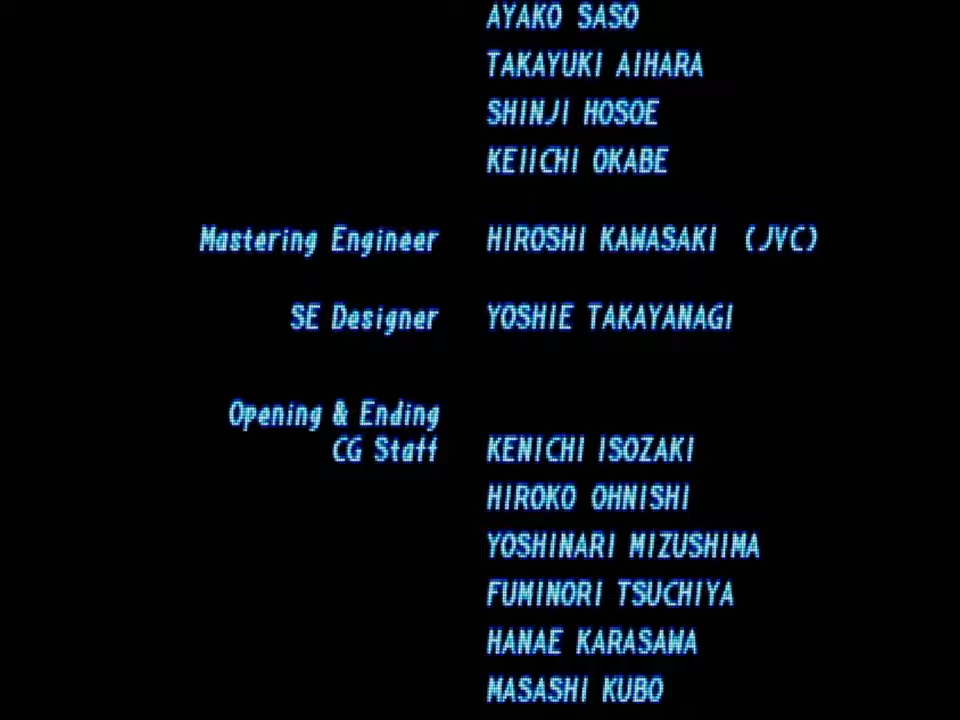 AYAKO SASO
TAKAYUKI AIHARA
SHINJI HOSOE
KEIICHI OKABE
Mastering Engineer HIROSHI KAWASAKI (JVC)
SE Designer YOSHIE TAKAYANAGI
Opening & Ending
CG Staff KENICHI ISOZAKI
HIROKO OHNISHI
YOSHINARI MIZUSHIMA
FUMINORI TSUCHIYA
HANAE KARASAWA
MASASHI KUBO